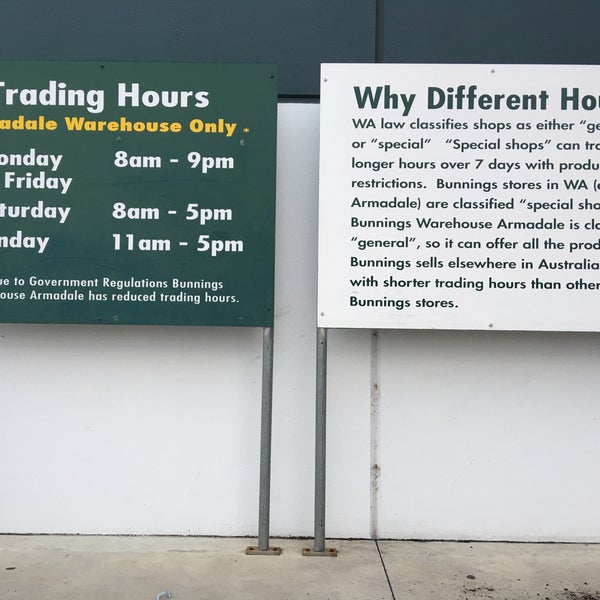 Trading Hours
adale Warehouse Only *
onday 8am - 9pm
Friday
turday 8am - 5pm
nday 11am - 5pm
ue to Government Regulations Bunnings
house Armadale has reduced trading hours.
Why Different Ho
WA law classifies shops as either "ge
or "special" "Special shops" can tra
longer hours over 7 days with produ
restrictions. Bunnings stores in WA (e
Armadale) are classified "special sho
Bunnings Warehouse Armadale is cla
"general", so it can offer all the prod
Bunnings sells elsewhere in Australia
with shorter trading hours than other
Bunnings stores.